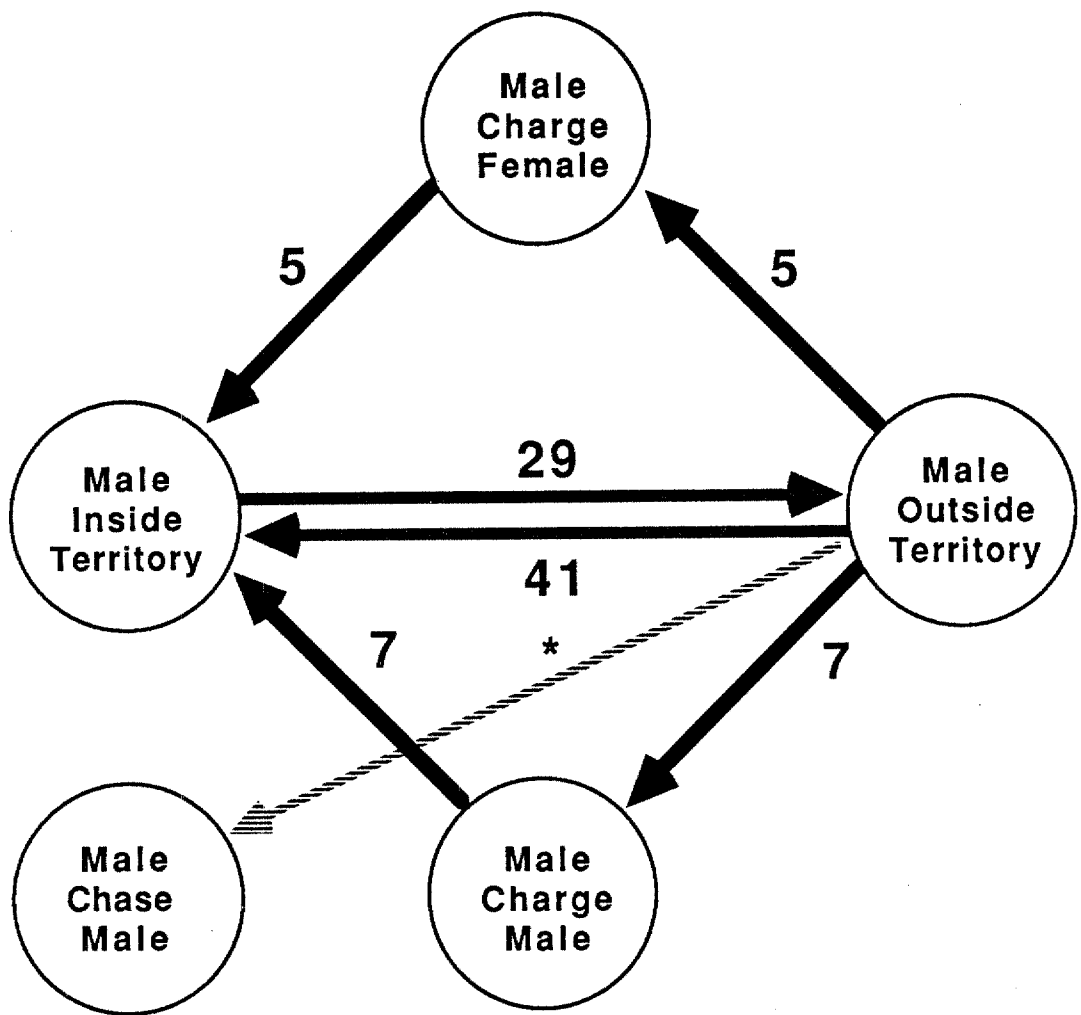 Male
Charge
Female
5
5
Male
Inside
Territory
29
Male
Outside
Territory
41
7
*
7
Male
Chase
Male
Male
Charge
Male